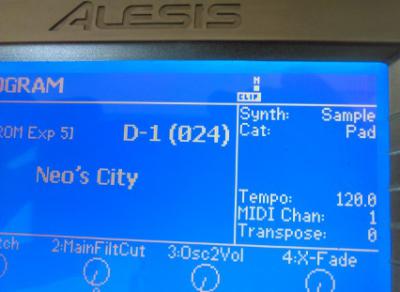 ALESIS
OGRAM
M
CLIP
ROM Exp 5]
D-1 (024)
Neo's City
Synth: Sample
Cat: Pad
Tempo: 120.0
MIDI Chan: 1
Transpose: 0
2:MainFiltCut
3:Osc2Vol
4:X-Fade